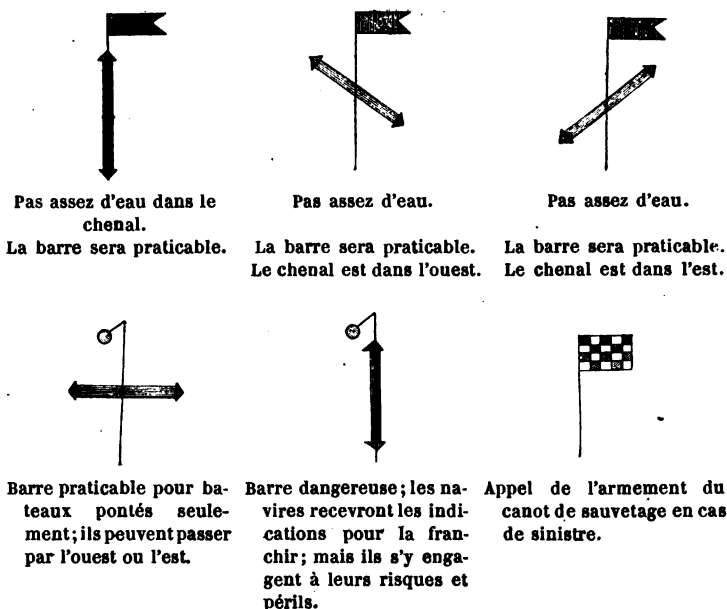 Pas assez d'eau dans le
chenal.
La barre sera praticable.
Pas assez d'eau.
La barre sera praticable.
Le chenal est dans l'ouest.
Pas assez d'eau.
La barre sera praticable.
Le chenal est dans l'est.
Barre praticable pour ba-
teaux pontés seule-
ment; ils peuvent passer
par l'ouest ou l'est.
Barre dangereuse; les na-
vires recevront les indi-
cations pour la fran-
chir; mais ils s'y enga-
gent à leurs risques et
périls.
Appel de l'armement du
canot de sauvetage en cas
de sinistre.